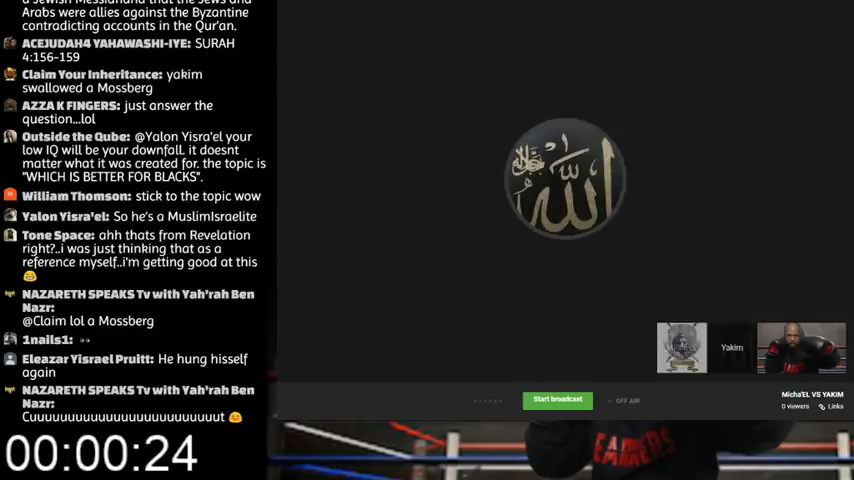 a Jewish Messianand that the Jews and
Arabs were allies against the Byzantine
contradicting accounts in the Qur'an.
ACEJUDAH4 YAHAWASHI-IYE: SURAH
4:156-159
Claim Your Inheritance: yakim
swallowed a Mossberg
AZZA K FINGERS: just answer the
question...lol
Outside the Qube: @Yalon Yisra'el your
low IQ will be your downfall. it doesnt
matter what it was created for. the topic is
"WHICH IS BETTER FOR BLACKS".
William Thomson: stick to the topic wow
Yalon Yisra'el: So he's a MuslimIsraelite
Tone Space: ahh thats from Revelation
right?..i was just thinking that as a
reference myself..i'm getting good at this
😂
NAZARETH SPEAKS Tv with Yah'rah Ben
Nazr:
@Claim lol a Mossberg
1nails1: 👀
Eleazar Yisrael Pruitt: He hung hisself
again
NAZARETH SPEAKS Tv with Yah'rah Ben
Nazr:
Cuuuuuuuuuuuuuuuuuuuuuuut 😄
00:00:24
الله
جل جلاله
Yakim
Start broadcast
OFF AIR
Micha'EL VS YAKIM
0 viewers
Links